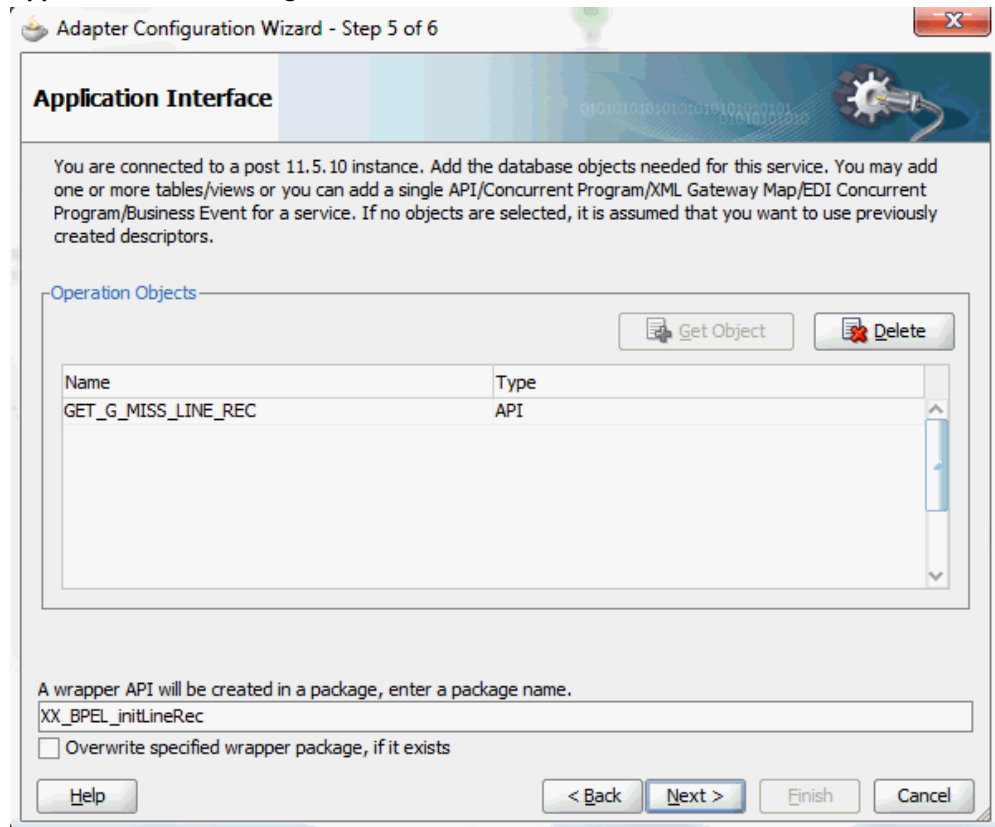 Adapter Configuration Wizard - Step 5 of 6
Application Interface
You are connected to a post 11.5.10 instance. Add the database objects needed for this service. You may add
one or more tables/views or you can add a single API/Concurrent Program/XML Gateway Map/EDI Concurrent
Program/Business Event for a service. If no objects are selected, it is assumed that you want to use previously
created descriptors.
Operation Objects
Get Object Delete
Name Type
GET_G_MISS_LINE_REC API
A wrapper API will be created in a package, enter a package name.
XX_BPEL_initLineRec
Overwrite specified wrapper package, if it exists
Help < Back Next > Finish Cancel